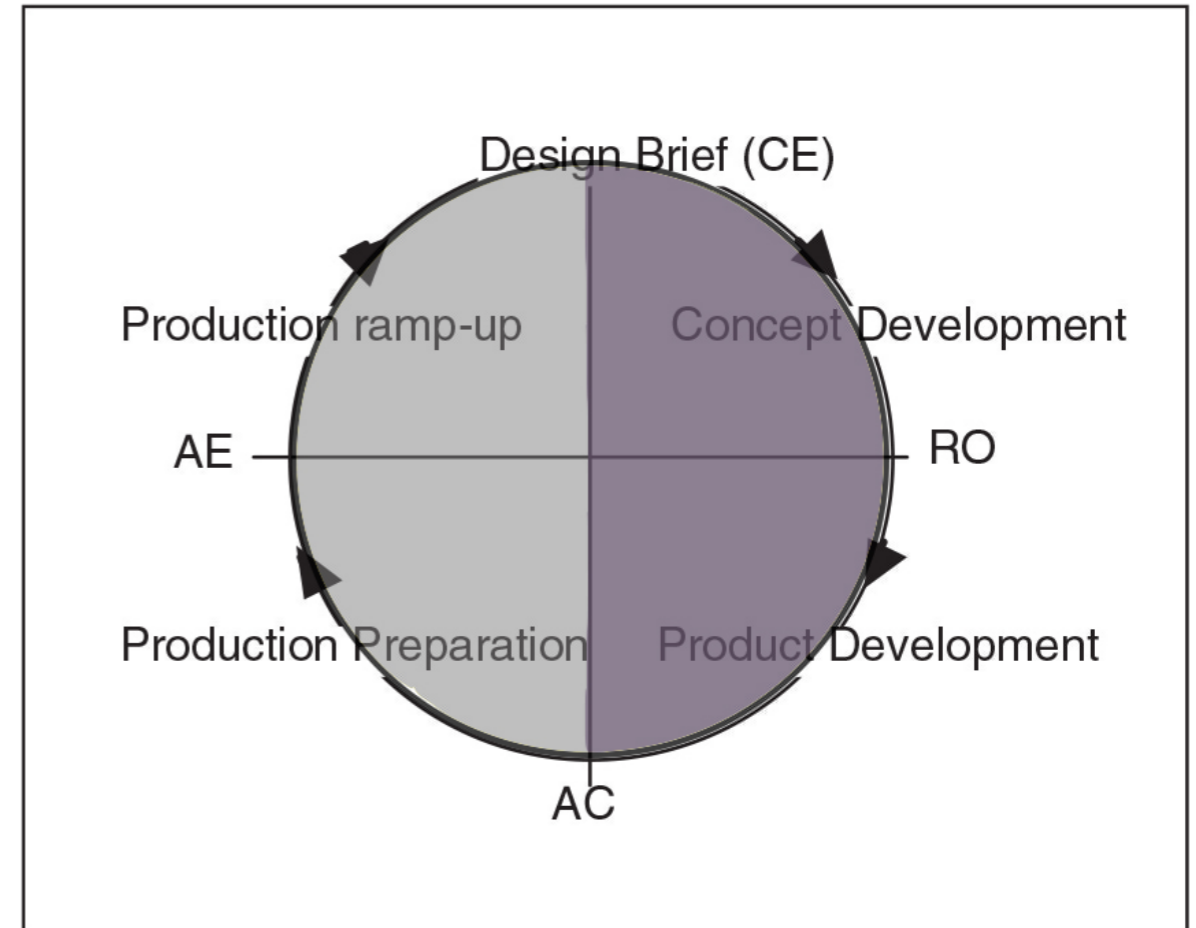 Design Brief (CE)
Production ramp-up
Concept Development
AE
RO
Production Preparation
Product Development
AC